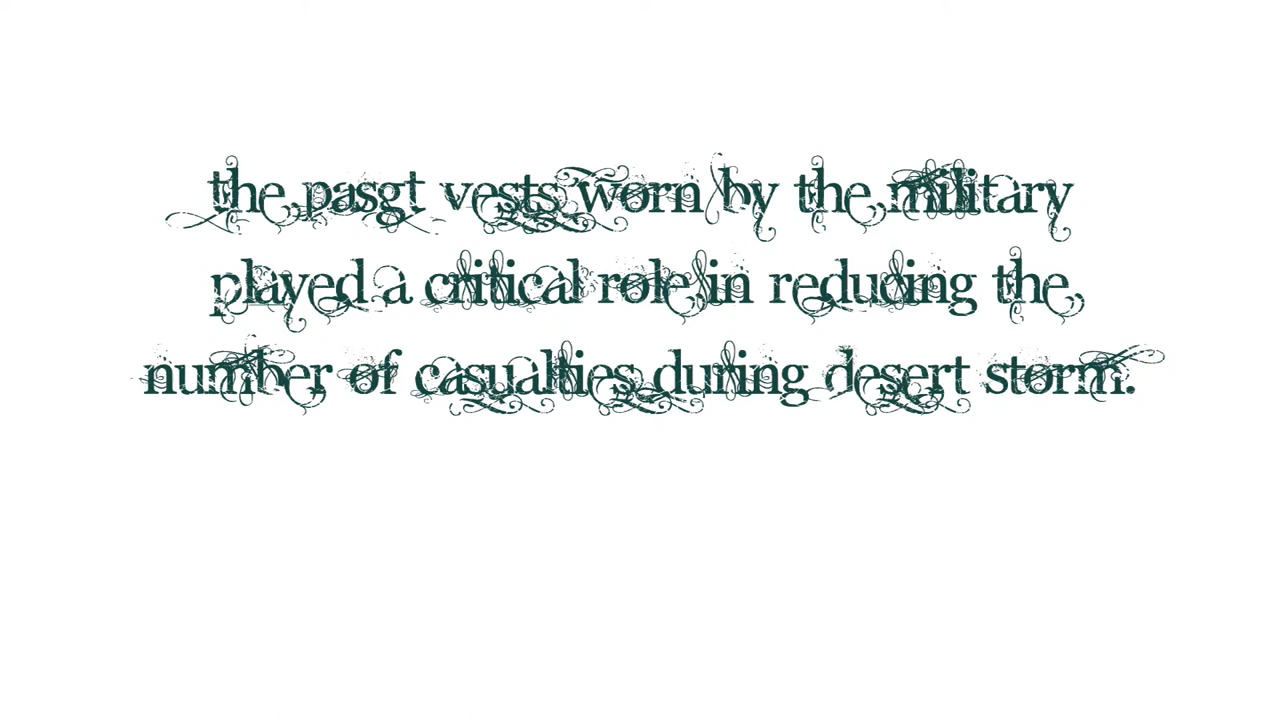 the pasgt vests worn by the military
played a critical role in reducing the
number of casualties during desert storm.